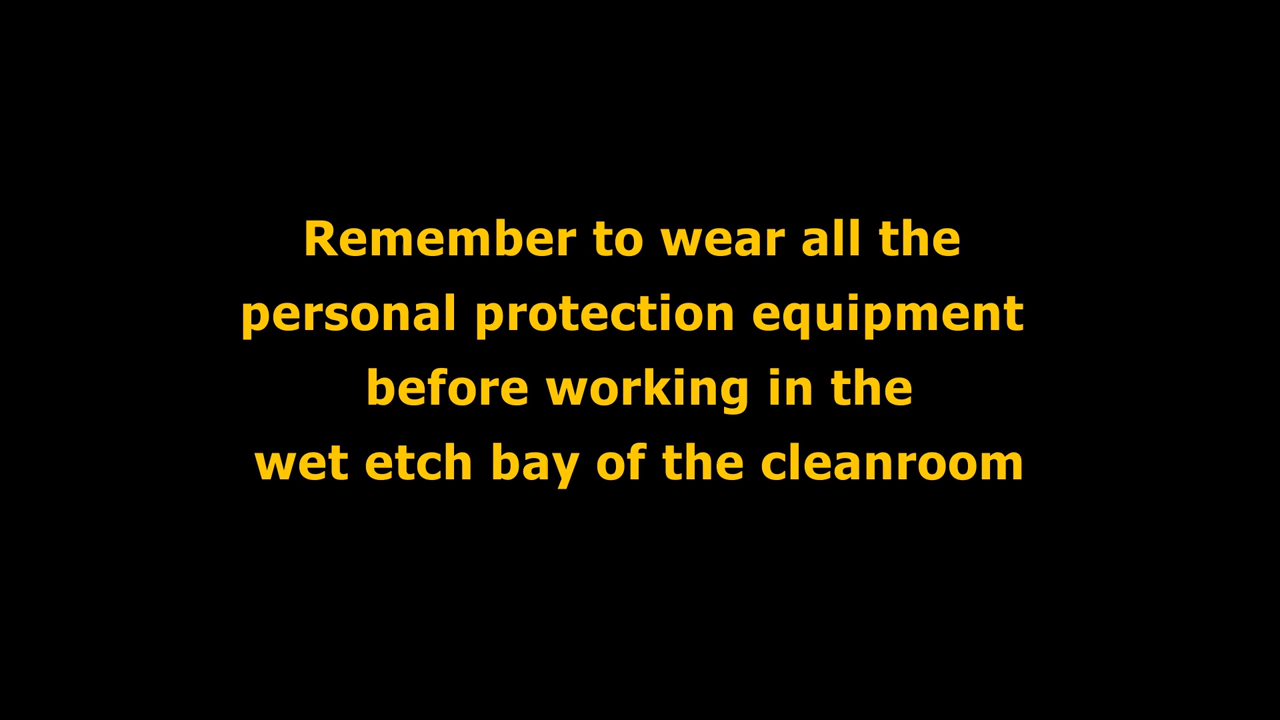 Remember to wear all the
personal protection equipment
before working in the
wet etch bay of the cleanroom